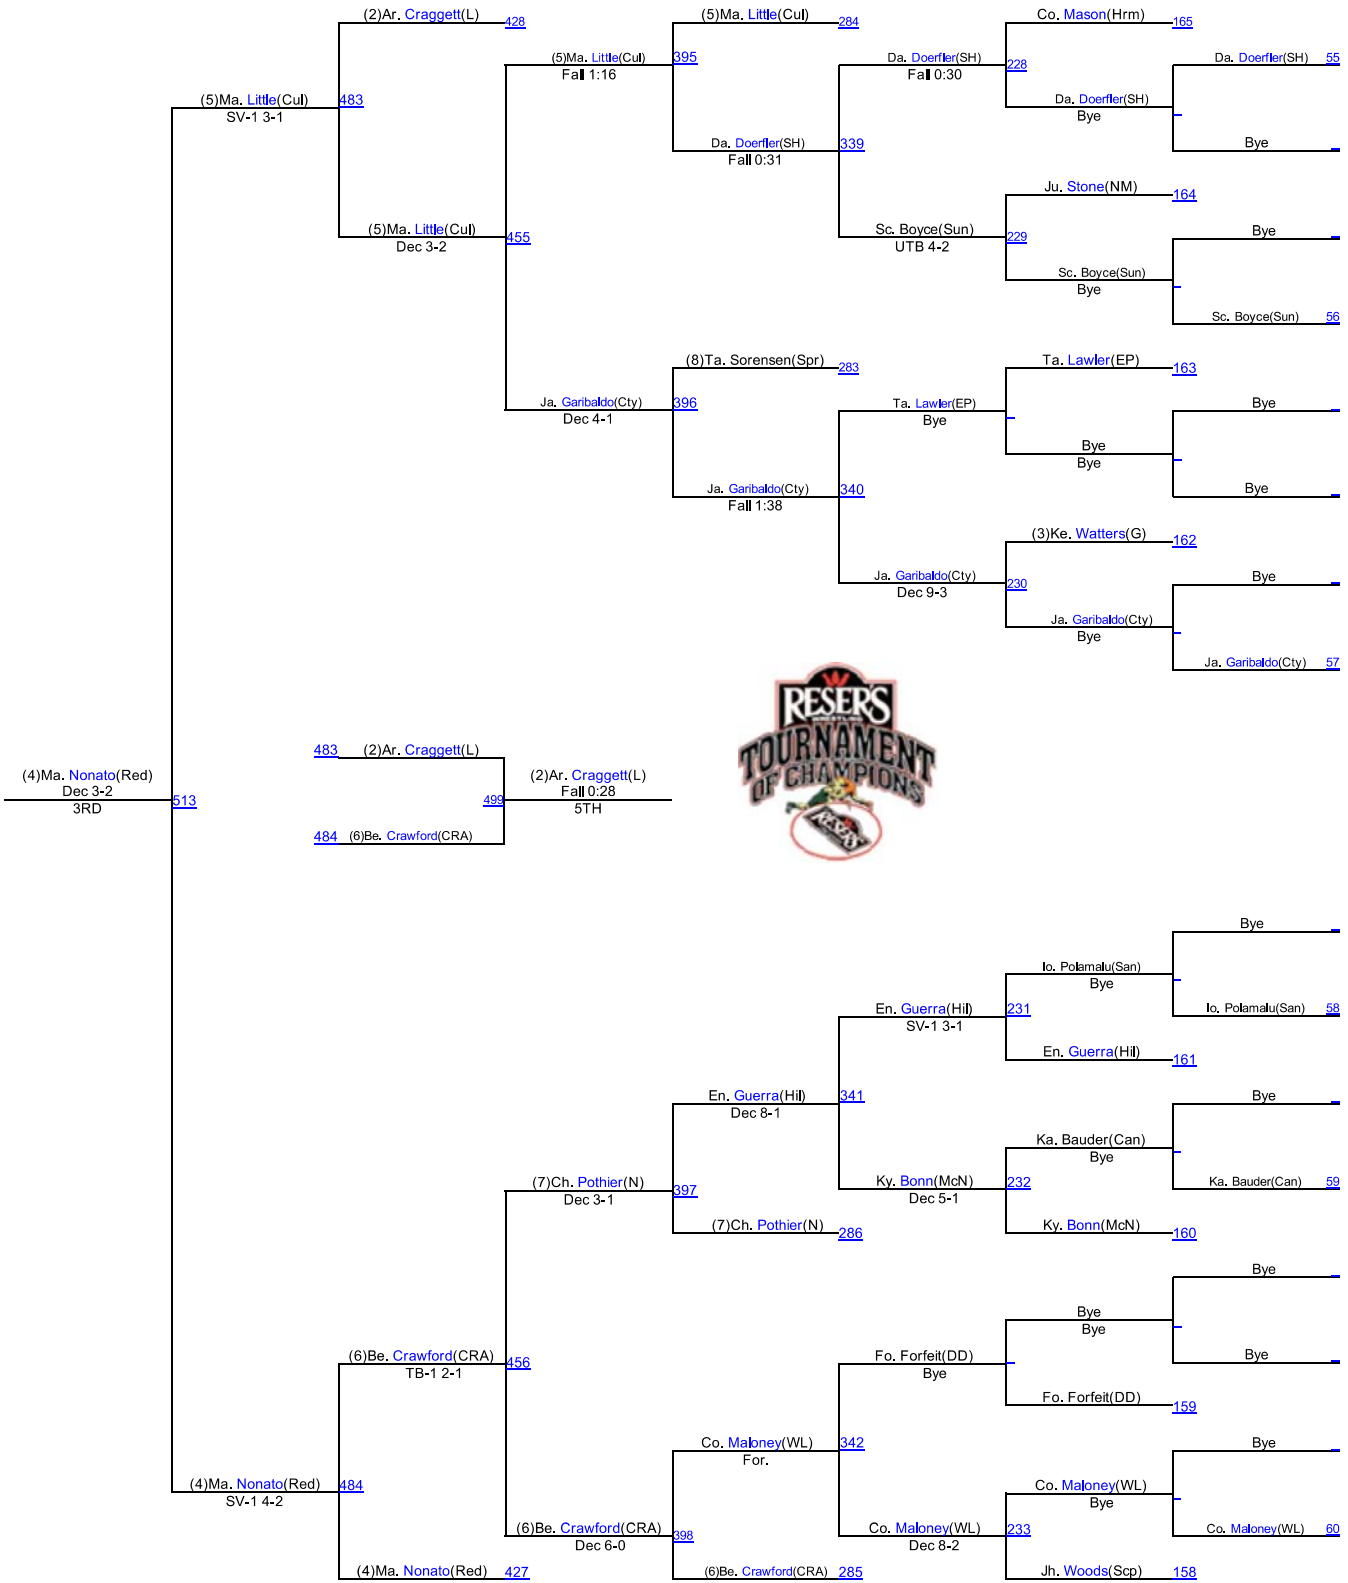 (2)Ar. Craggett(L) 428
(5)Ma. Little(Cul) 284
Co. Mason(Hrm) 165
(5)Ma. Little(Cul) 395
Fall 1:16
Da. Doerfler(SH) 228
Fall 0:30
Da. Doerfler(SH) 55
(5)Ma. Little(Cul) 483
SV-1 3-1
Da. Doerfler(SH)
Bye
Da. Doerfler(SH) 339
Fall 0:31
Bye
Ju. Stone(NM) 164
(5)Ma. Little(Cul) 455
Dec 3-2
Sc. Boyce(Sun) 229
UTB 4-2
Bye
Sc. Boyce(Sun)
Bye
Sc. Boyce(Sun) 56
(8)Ta. Sorensen(Spr) 283
Ta. Lawler(EP) 163
Ja. Garibaldo(Cty) 396
Dec 4-1
Ta. Lawler(EP)
Bye
Bye
Bye
Bye
Ja. Garibaldo(Cty) 340
Fall 1:38
Bye
(3)Ke. Watters(G) 162
Ja. Garibaldo(Cty) 230
Dec 9-3
Bye
Ja. Garibaldo(Cty)
Bye
Ja. Garibaldo(Cty) 57
RESER'S
WRESTLING
TOURNAMENT
OF CHAMPIONS
RESER'S
483 (2)Ar. Craggett(L)
(4)Ma. Nonato(Red)
Dec 3-2
3RD
513
499
(2)Ar. Craggett(L)
Fall 0:28
5TH
484 (6)Be. Crawford(CRA)
Bye
Io. Polamalu(San)
Bye
En. Guerra(Hil) 231
SV-1 3-1
Io. Polamalu(San) 58
En. Guerra(Hil) 161
En. Guerra(Hil) 341
Dec 8-1
Bye
Ka. Bauder(Can)
Bye
(7)Ch. Pothier(N) 397
Dec 3-1
Ky. Bonn(McN) 232
Dec 5-1
Ka. Bauder(Can) 59
(7)Ch. Pothier(N) 286
Ky. Bonn(McN) 160
Bye
Bye
Bye
(6)Be. Crawford(CRA) 456
TB-1 2-1
Fo. Forfeit(DD)
Bye
Bye
Fo. Forfeit(DD) 159
Co. Maloney(WL) 342
For.
Bye
(4)Ma. Nonato(Red) 484
SV-1 4-2
Co. Maloney(WL)
Bye
(6)Be. Crawford(CRA) 398
Dec 6-0
Co. Maloney(WL) 233
Dec 8-2
Co. Maloney(WL) 60
(4)Ma. Nonato(Red) 427
(6)Be. Crawford(CRA) 285
Jh. Woods(Scp) 158